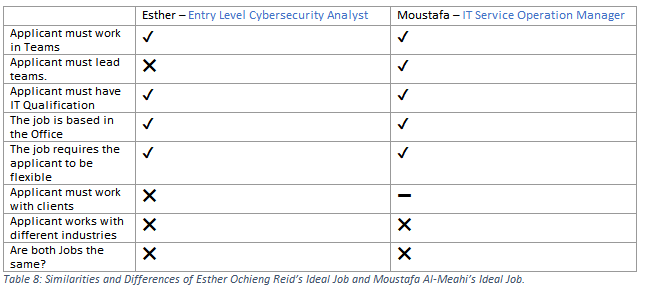 Esther – Entry Level Cybersecurity Analyst Moustafa – IT Service Operation Manager
Applicant must work
in Teams ✓ ✓
Applicant must lead
teams. ✕ ✓
Applicant must have
IT Qualification ✓ ✓
The job is based in
the Office ✓ ✓
The job requires the
applicant to be
flexible ✓ ✓
Applicant must work
with clients ✕ –
Applicant works with
different industries ✕ ✕
Are both Jobs the
same? ✕ ✕
Table 8: Similarities and Differences of Esther Ochieng Reid's Ideal Job and Moustafa Al-Meahi's Ideal Job.